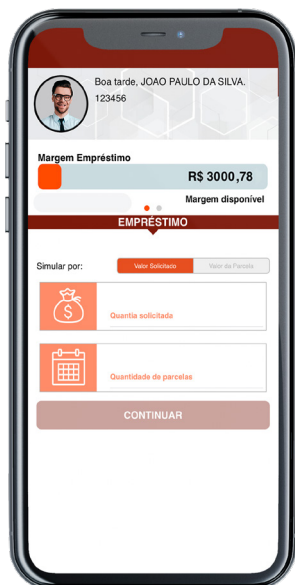 Boa tarde, JOAO PAULO DA SILVA.
123456
Margem Empréstimo
R$ 3000,78
Margem disponível
EMPRÉSTIMO
Simular por:
Valor Solicitado
Valor da Parcela
$
Quantia solicitada
Quantidade de parcelas
CONTINUAR